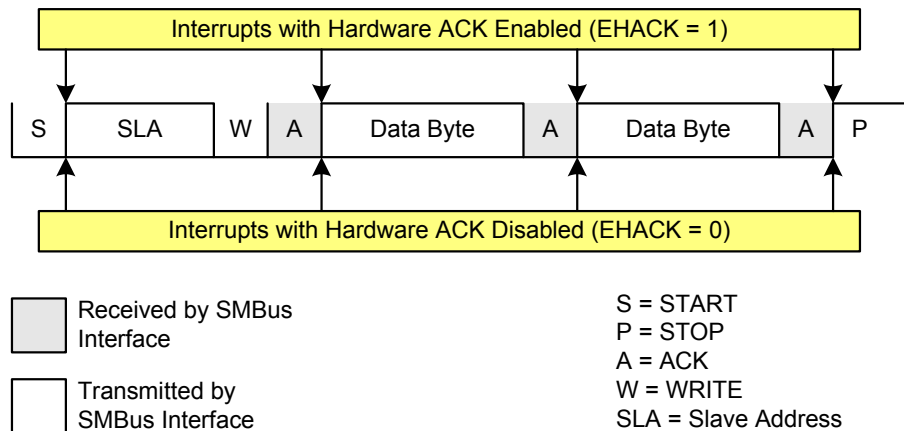 Interrupts with Hardware ACK Enabled (EHACK = 1)
S SLA W A Data Byte A Data Byte A P
Interrupts with Hardware ACK Disabled (EHACK = 0)
Received by SMBus
Interface
Transmitted by
SMBus Interface
S = START
P = STOP
A = ACK
W = WRITE
SLA = Slave Address